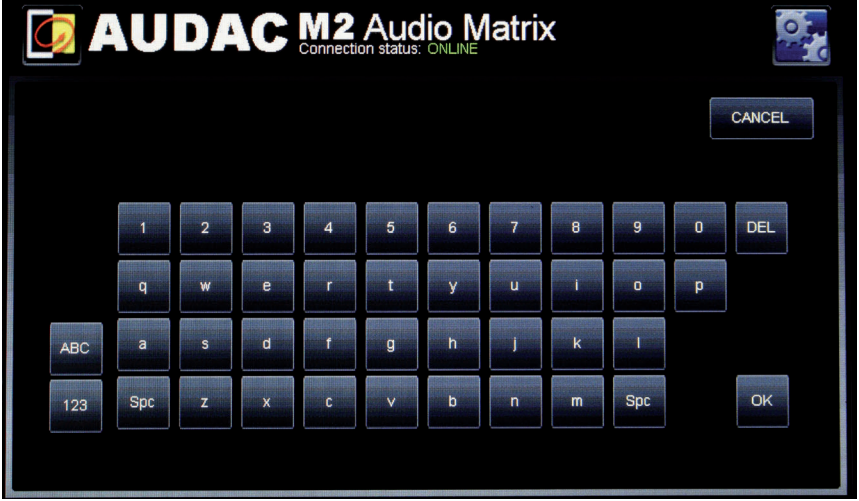 AUDAC M2 Audio Matrix
Connection status: ONLINE
CANCEL
1 2 3 4 5 6 7 8 9 0 DEL
q w e r t y u i o p
ABC a s d f g h j k l
123 Spc z x c v b n m Spc OK